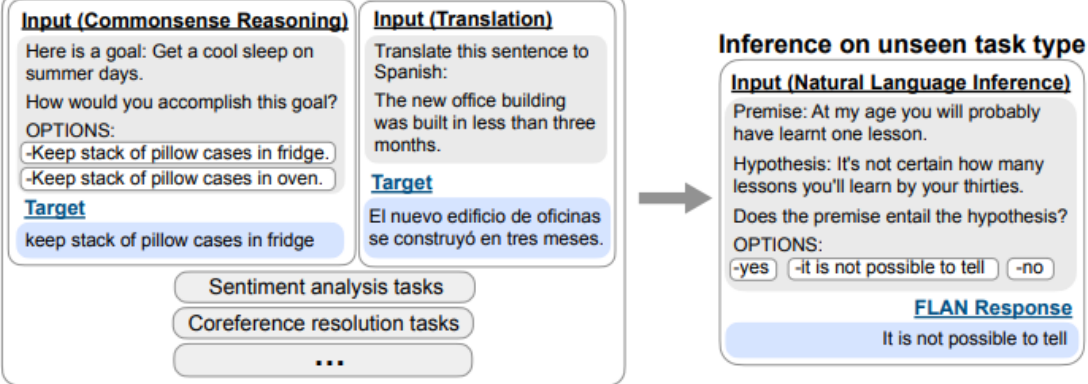 Input (Commonsense Reasoning)
Here is a goal: Get a cool sleep on
summer days.
How would you accomplish this goal?
OPTIONS:
-Keep stack of pillow cases in fridge.
-Keep stack of pillow cases in oven.
Target
keep stack of pillow cases in fridge
Input (Translation)
Translate this sentence to
Spanish:
The new office building
was built in less than three
months.
Target
El nuevo edificio de oficinas
se construyó en tres meses.
Sentiment analysis tasks
Coreference resolution tasks
...
Inference on unseen task type
Input (Natural Language Inference)
Premise: At my age you will probably
have learnt one lesson.
Hypothesis: It's not certain how many
lessons you'll learn by your thirties.
Does the premise entail the hypothesis?
OPTIONS:
-yes -it is not possible to tell -no
FLAN Response
It is not possible to tell